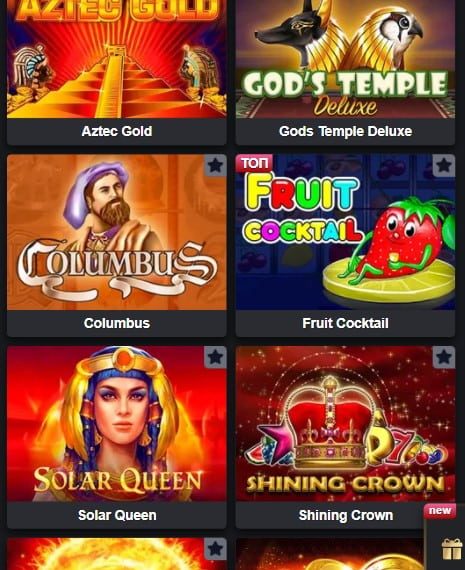 AZTEC GOLD
GOD'S TEMPLE
Deluxe
Aztec Gold
Gods Temple Deluxe
ТОП
COLUMBUS
FRUIT
COCKTAIL
Columbus
Fruit Cocktail
SOLAR QUEEN
SHINING CROWN
Solar Queen
Shining Crown
new